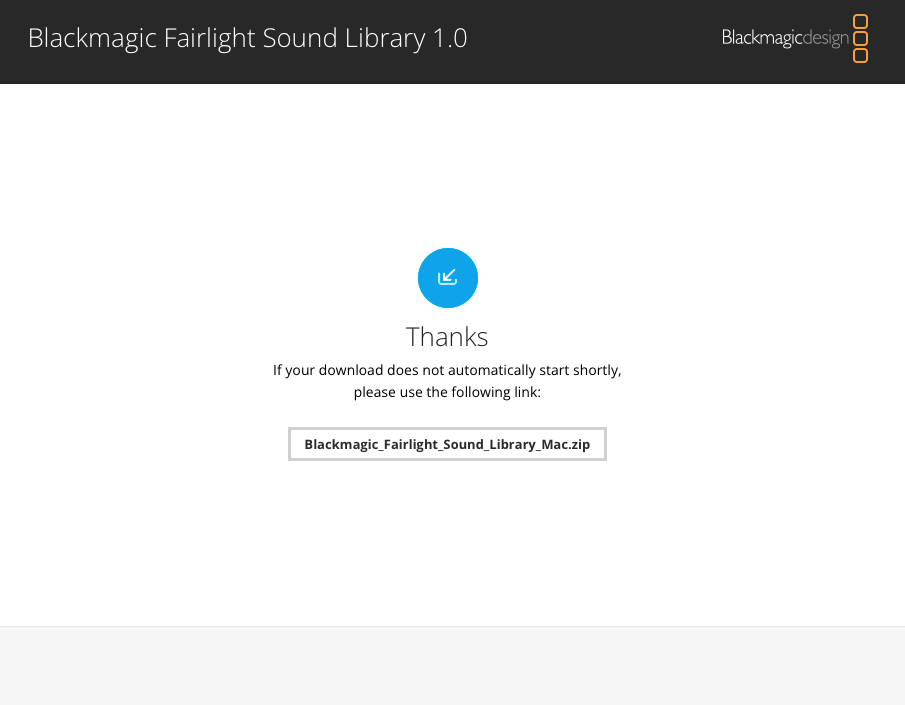 Blackmagic Fairlight Sound Library 1.0
Blackmagicdesign
Thanks
If your download does not automatically start shortly,
please use the following link:
Blackmagic_Fairlight_Sound_Library_Mac.zip